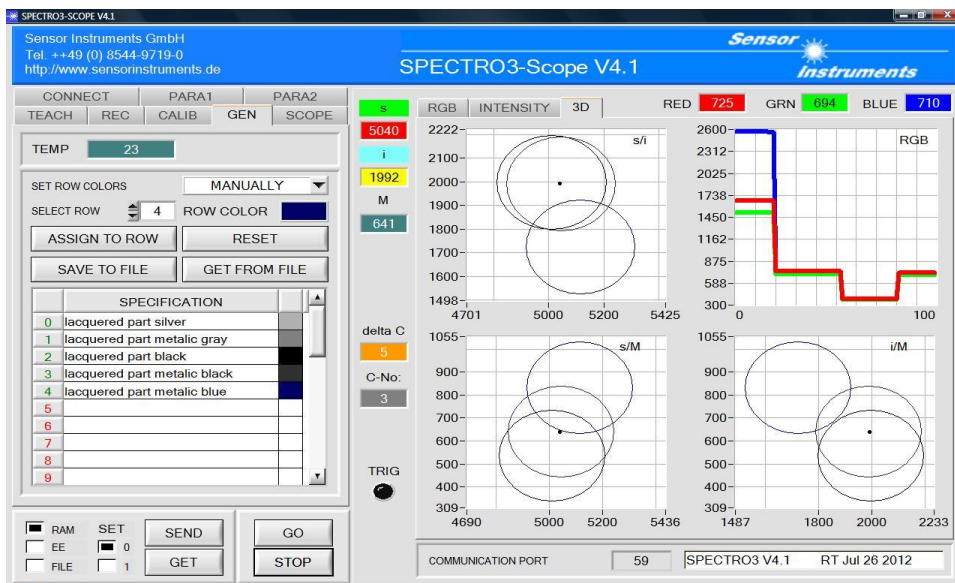 SPECTRO3-SCOPE V4.1
Sensor Instruments GmbH
Tel. ++49 (0) 8544-9719-0
http://www.sensorinstruments.de
SPECTRO3-Scope V4.1
Sensor
Instruments
CONNECT PARA1 PARA2
TEACH REC CALIB GEN SCOPE
TEMP 23
SET ROW COLORS MANUALLY
SELECT ROW 4 ROW COLOR
ASSIGN TO ROW RESET
SAVE TO FILE GET FROM FILE
SPECIFICATION
0 lacquered part silver
1 lacquered part metalic gray
2 lacquered part black
3 lacquered part metalic black
4 lacquered part metalic blue
5
6
7
8
9
RAM SET SEND GO
EE 0
FILE 1 GET STOP
s
5040
i
1992
M
641
delta C
5
C-No:
3
TRIG
RGB INTENSITY 3D RED 725 GRN 694 BLUE 710
s/i
2222
2100
2000
1900
1800
1700
1600
1498
4701 5000 5200 5425
RGB
2600
2312
2025
1738
1450
1162
875
588
300
0 100
s/M
1055
900
800
700
600
500
400
309
4690 5000 5200 5436
i/M
1055
900
800
700
600
500
400
309
1487 1800 2000 2233
COMMUNICATION PORT 59 SPECTRO3 V4.1 RT Jul 26 2012